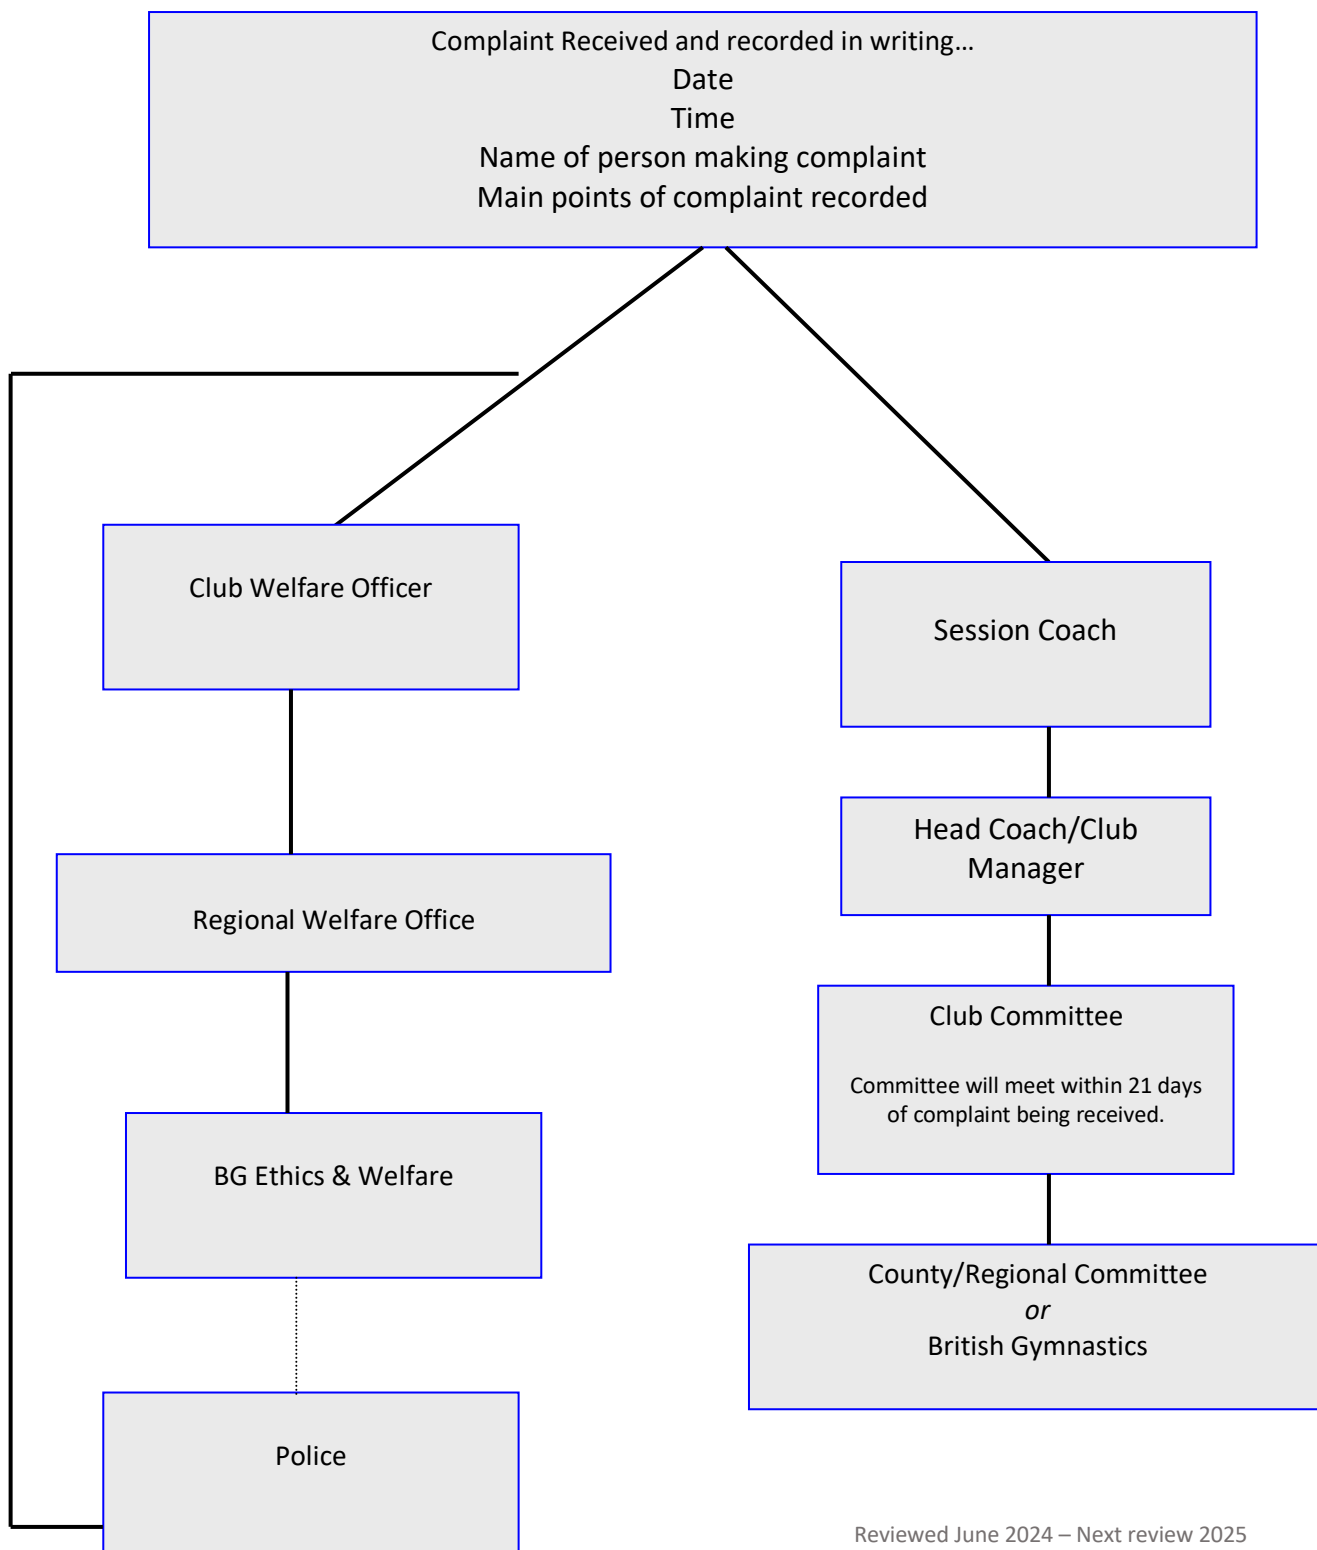 Complaint Received and recorded in writing…
Date
Time
Name of person making complaint
Main points of complaint recorded
Club Welfare Officer
Regional Welfare Office
BG Ethics & Welfare
Police
Session Coach
Head Coach/Club
Manager
Club Committee
Committee will meet within 21 days
of complaint being received.
County/Regional Committee
or
British Gymnastics
Reviewed June 2024 – Next review 2025